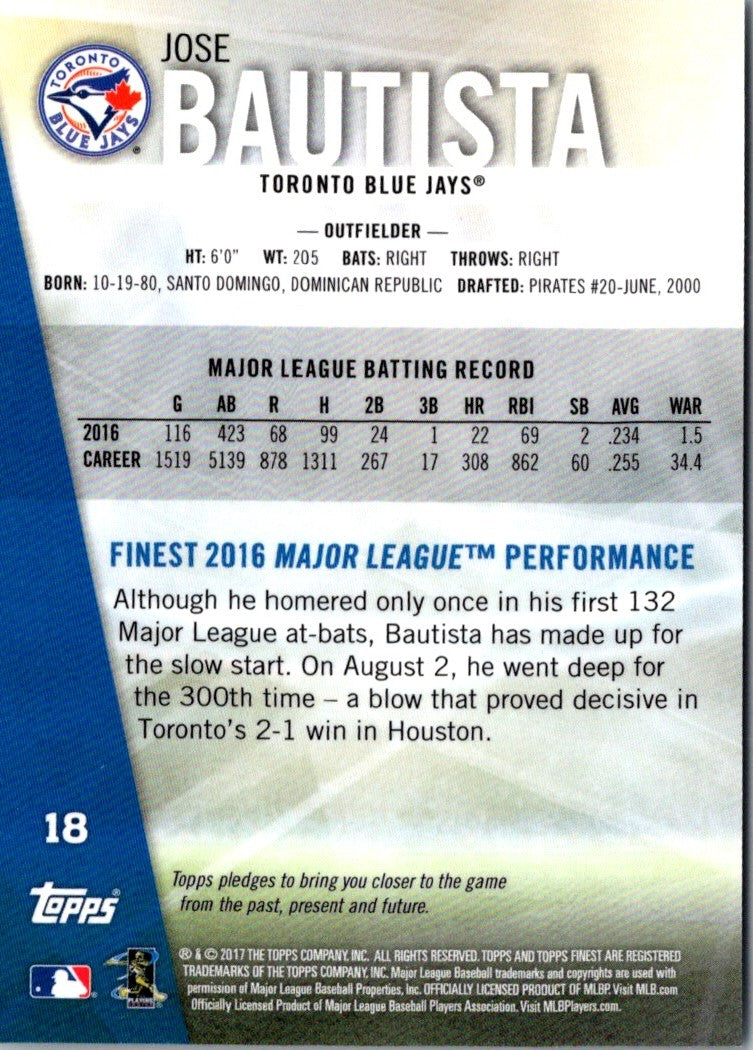 JOSE
BAUTISTA
TORONTO BLUE JAYS
TORONTO BLUE JAYS®
— OUTFIELDER —
HT: 6'0" WT: 205 BATS: RIGHT THROWS: RIGHT
BORN: 10-19-80, SANTO DOMINGO, DOMINICAN REPUBLIC DRAFTED: PIRATES #20-JUNE, 2000
MAJOR LEAGUE BATTING RECORD
G AB R H 2B 3B HR RBI SB AVG WAR
2016 116 423 68 99 24 1 22 69 2 .234 1.5
CAREER 1519 5139 878 1311 267 17 308 862 60 .255 34.4
FINEST 2016 MAJOR LEAGUE™ PERFORMANCE
Although he homered only once in his first 132
Major League at-bats, Bautista has made up for
the slow start. On August 2, he went deep for
the 300th time – a blow that proved decisive in
Toronto's 2-1 win in Houston.
18
Topps®
Topps pledges to bring you closer to the game
from the past, present and future.
® & © 2017 THE TOPPS COMPANY, INC. ALL RIGHTS RESERVED. TOPPS AND TOPPS FINEST ARE REGISTERED
TRADEMARKS OF THE TOPPS COMPANY, INC. Major League Baseball trademarks and copyrights are used with
permission of Major League Baseball Properties, Inc. OFFICIALLY LICENSED PRODUCT OF MLBP. Visit MLB.com
Officially Licensed Product of Major League Baseball Players Association. Visit MLBPlayers.com.
PLAYERS